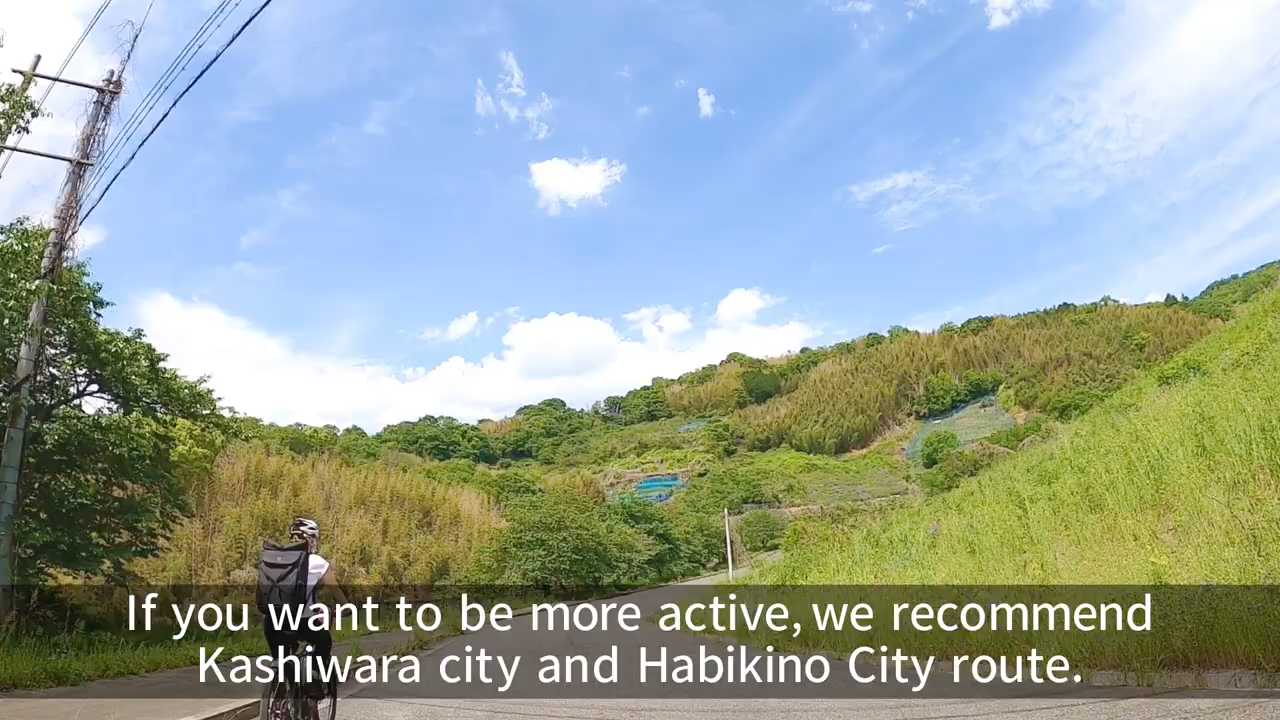 If you want to be more active, we recommend
Kashiwara city and Habikino City route.